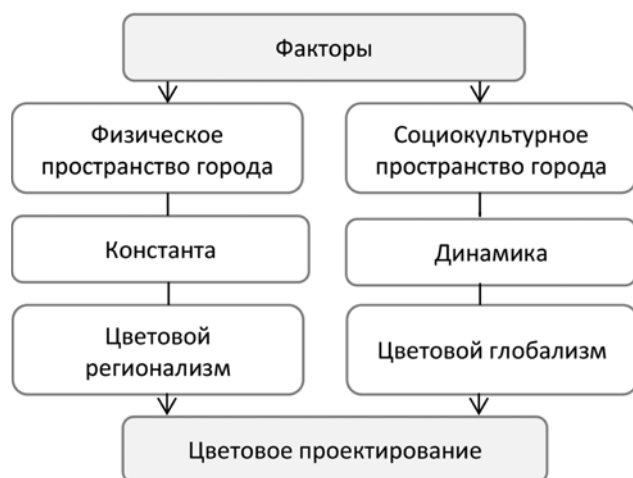 Факторы
Физическое
пространство города
Социокультурное
пространство города
Константа
Динамика
Цветовой
регионализм
Цветовой глобализм
Цветовое проектирование